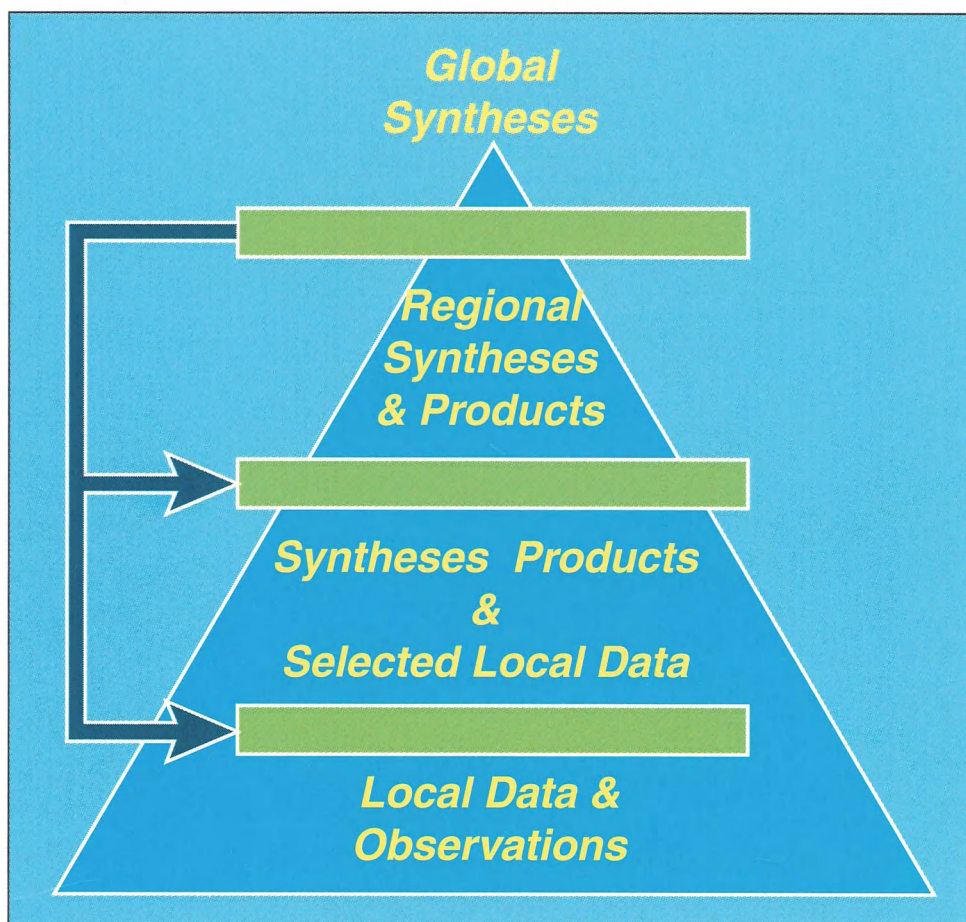 Global
Syntheses
Regional
Syntheses
& Products
Syntheses Products
&
Selected Local Data
Local Data &
Observations